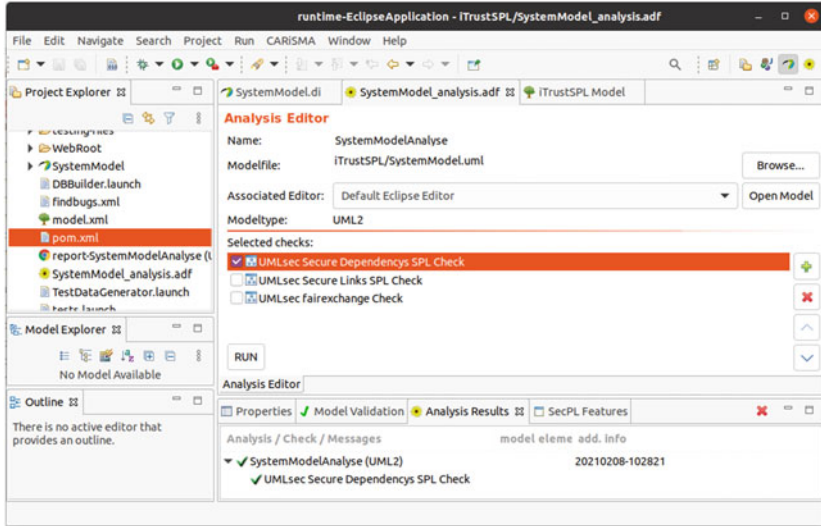 runtime-EclipseApplication - iTrustSPL/SystemModel_analysis.adf
File Edit Navigate Search Project Run CARiSMA Window Help
Project Explorer
testing-files
WebRoot
SystemModel
DBBuilder.launch
findbugs.xml
model.xml
pom.xml
report-SystemModelAnalyse (U
SystemModel_analysis.adf
TestDataGenerator.launch
tests launch
Model Explorer
No Model Available
Outline
There is no active editor that
provides an outline.
SystemModel.di SystemModel_analysis.adf iTrustSPL Model
Analysis Editor
Name: SystemModelAnalyse
Modelfile: iTrustSPL/SystemModel.uml Browse...
Associated Editor: Default Eclipse Editor Open Model
Modeltype: UML2
Selected checks:
UMLsec Secure Dependencys SPL Check
UMLsec Secure Links SPL Check
UMLsec fairexchange Check
RUN
Analysis Editor
Properties Model Validation Analysis Results SecPL Features
Analysis / Check / Messages model eleme add. info
SystemModelAnalyse (UML2) 20210208-102821
UMLsec Secure Dependencys SPL Check